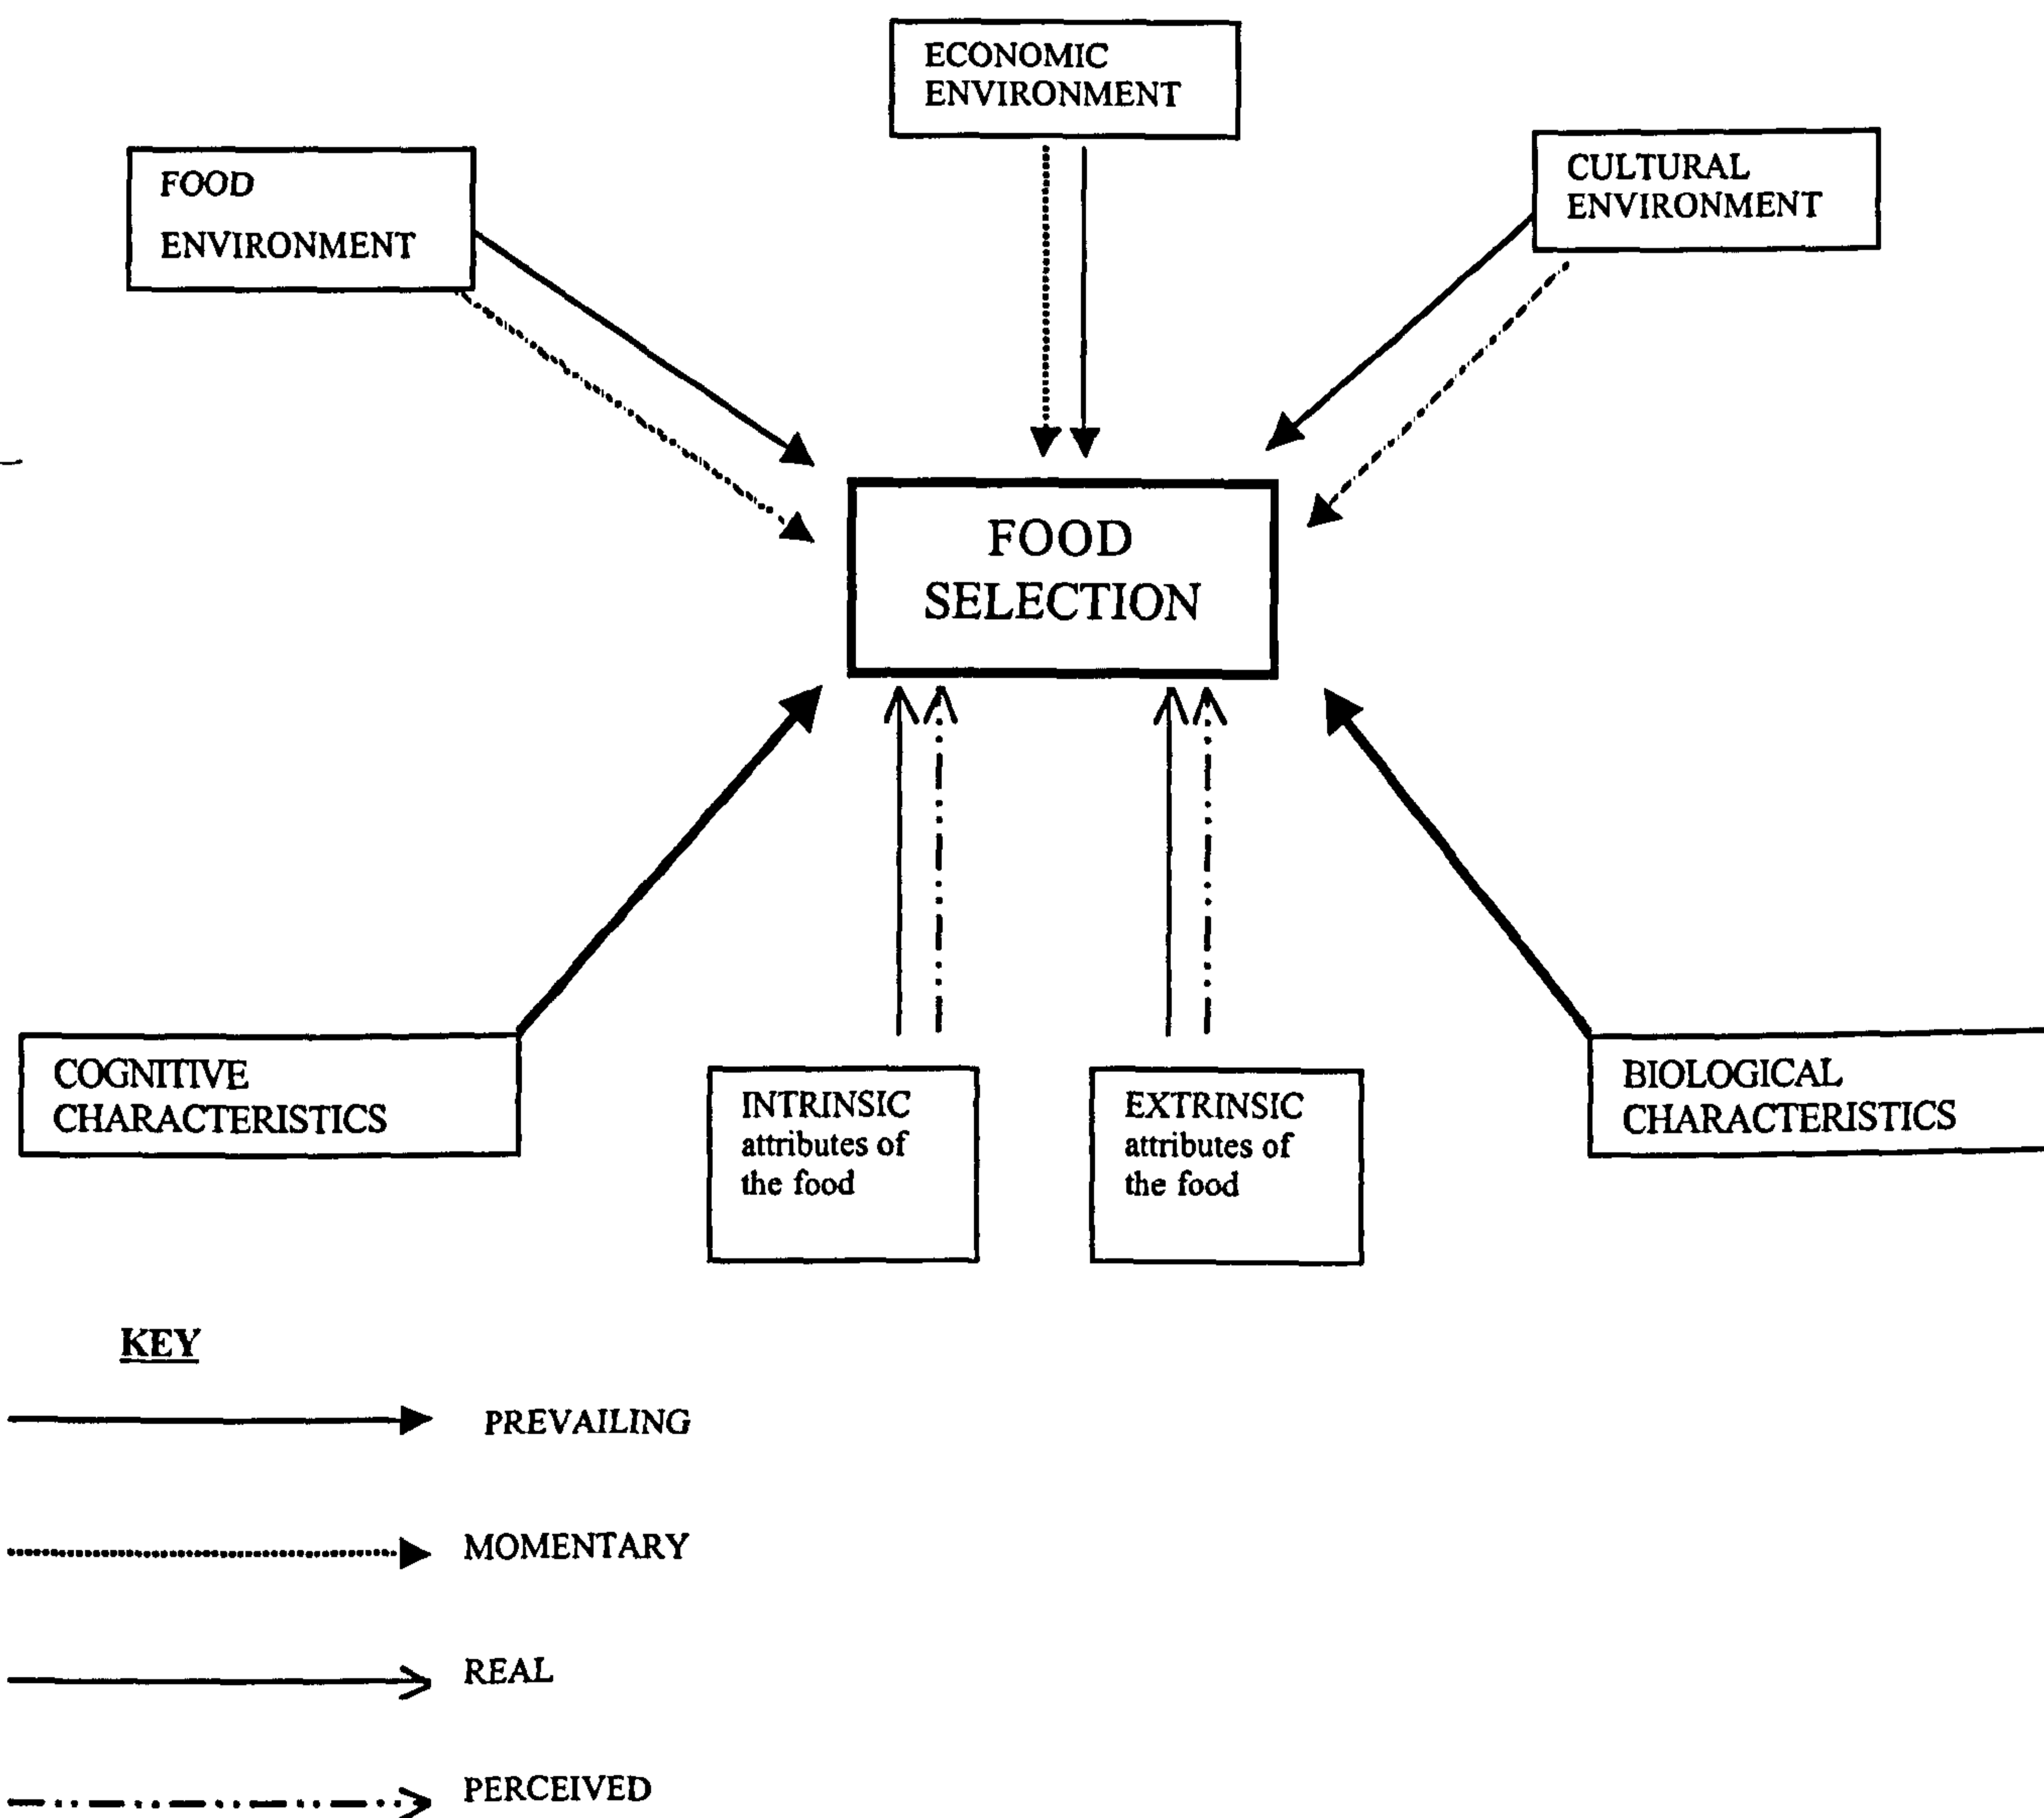 ECONOMIC
ENVIRONMENT
FOOD
ENVIRONMENT
CULTURAL
ENVIRONMENT
FOOD
SELECTION
COGNITIVE
CHARACTERISTICS
INTRINSIC
attributes of
the food
EXTRINSIC
attributes of
the food
BIOLOGICAL
CHARACTERISTICS
KEY
PREVAILING
MOMENTARY
REAL
PERCEIVED